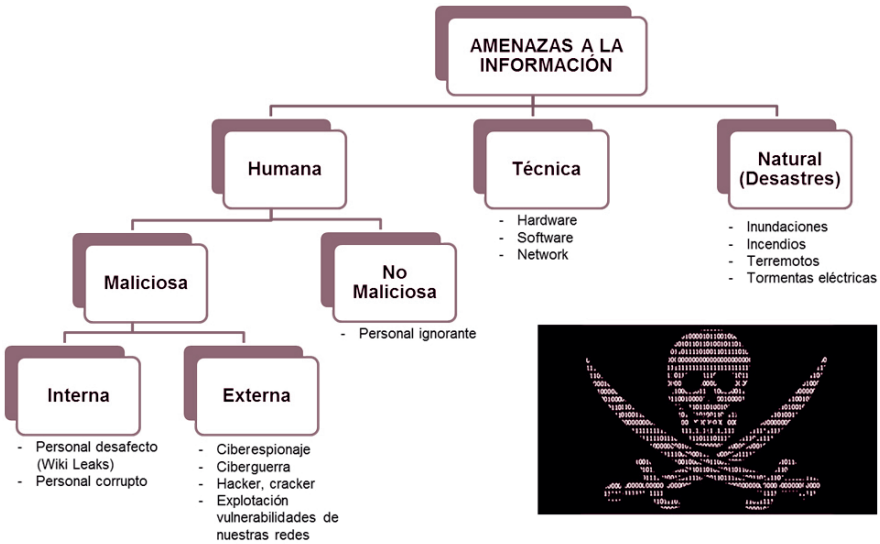 AMENAZAS A LA
INFORMACIÓN
Humana
Técnica
Natural
(Desastres)
- Hardware
- Software
- Network
- Inundaciones
- Incendios
- Terremotos
- Tormentas eléctricas
Maliciosa
No
Maliciosa
- Personal ignorante
Interna
Externa
- Personal desafecto
(Wiki Leaks)
- Personal corrupto
- Ciberespionaje
- Ciberguerra
- Hacker, cracker
- Explotación
vulnerabilidades de
nuestras redes